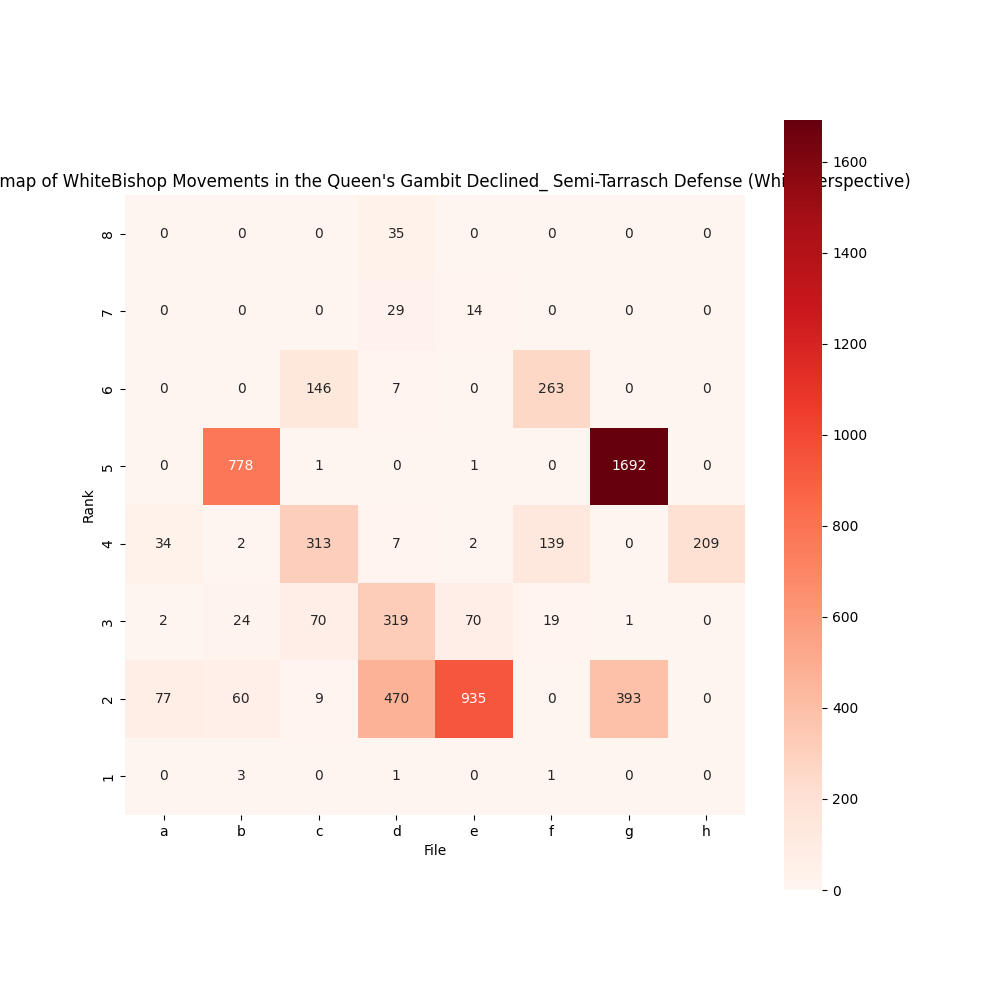 map of WhiteBishop Movements in the Queen's Gambit Declined_ Semi-Tarrasch Defense (Whi erspective)
8 0 0 0 35 0 0 0 0
7 0 0 0 29 14 0 0 0
6 0 0 146 7 0 263 0 0
5 0 778 1 0 1 0 1692 0
4 34 2 313 7 2 139 0 209
3 2 24 70 319 70 19 1 0
2 77 60 9 470 935 0 393 0
1 0 3 0 1 0 1 0 0
a b c d e f g h
File
Rank
1600
1400
1200
1000
800
600
400
200
0